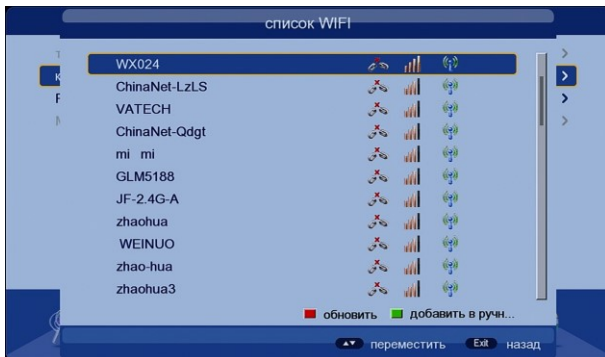 список WIFI
WX024
ChinaNet-LzLS
VATECH
ChinaNet-Qdgt
mi mi
GLM5188
JF-2.4G-A
zhaohua
WEINUO
zhao-hua
zhaohua3
обновить добавить в ручн...
переместить Exit назад